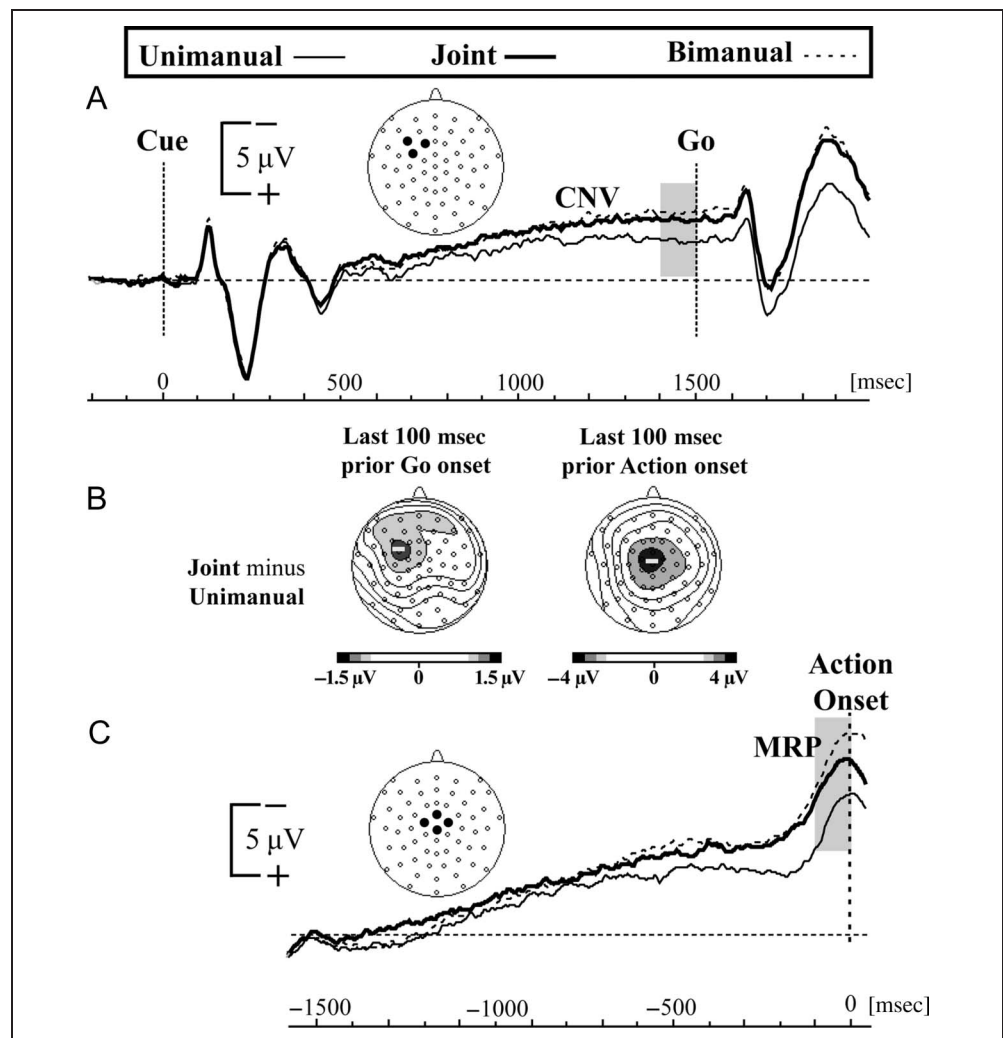 Unimanual Joint Bimanual
A
Cue
−
5 µV
+
CNV
Go
0 500 1000 1500 [msec]
Last 100 msec
prior Go onset
Last 100 msec
prior Action onset
B
Joint minus
Unimanual
−1.5 µV 0 1.5 µV
−4 µV 0 4 µV
Action
Onset
C
MRP
−
5 µV
+
−1500 −1000 −500 0 [msec]